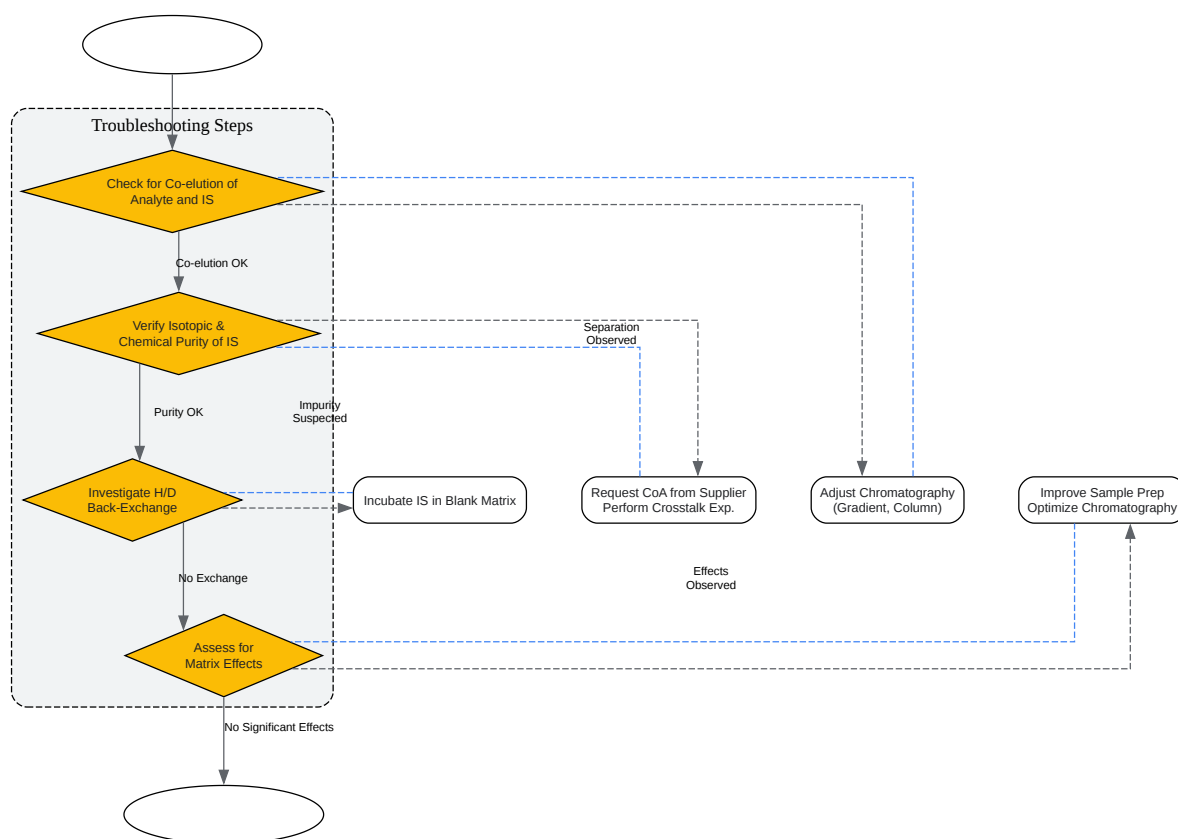 Troubleshooting Steps
Check for Co-elution of
Analyte and IS
Co-elution OK
Verify Isotopic &
Chemical Purity of IS
Separation
Observed
Purity OK
Impurity
Suspected
Investigate H/D
Back-Exchange
Incubate IS in Blank Matrix
Request CoA from Supplier
Perform Crosstalk Exp.
Adjust Chromatography
(Gradient, Column)
Improve Sample Prep
Optimize Chromatography
No Exchange
Effects
Observed
Assess for
Matrix Effects
No Significant Effects